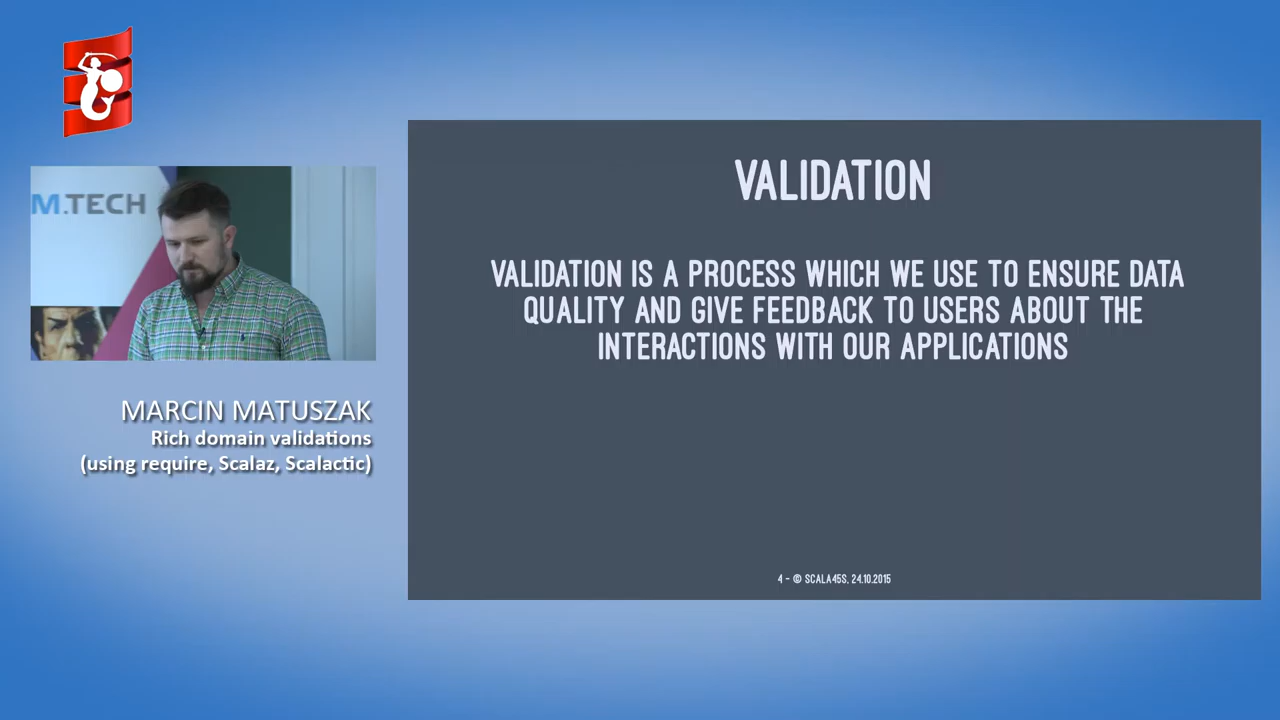 M.TECH
MARCIN MATUSZAK
Rich domain validations
(using require, Scalaz, Scalactic)
VALIDATION
VALIDATION IS A PROCESS WHICH WE USE TO ENSURE DATA
QUALITY AND GIVE FEEDBACK TO USERS ABOUT THE
INTERACTIONS WITH OUR APPLICATIONS
4 - © SCALA45S, 24.10.2015